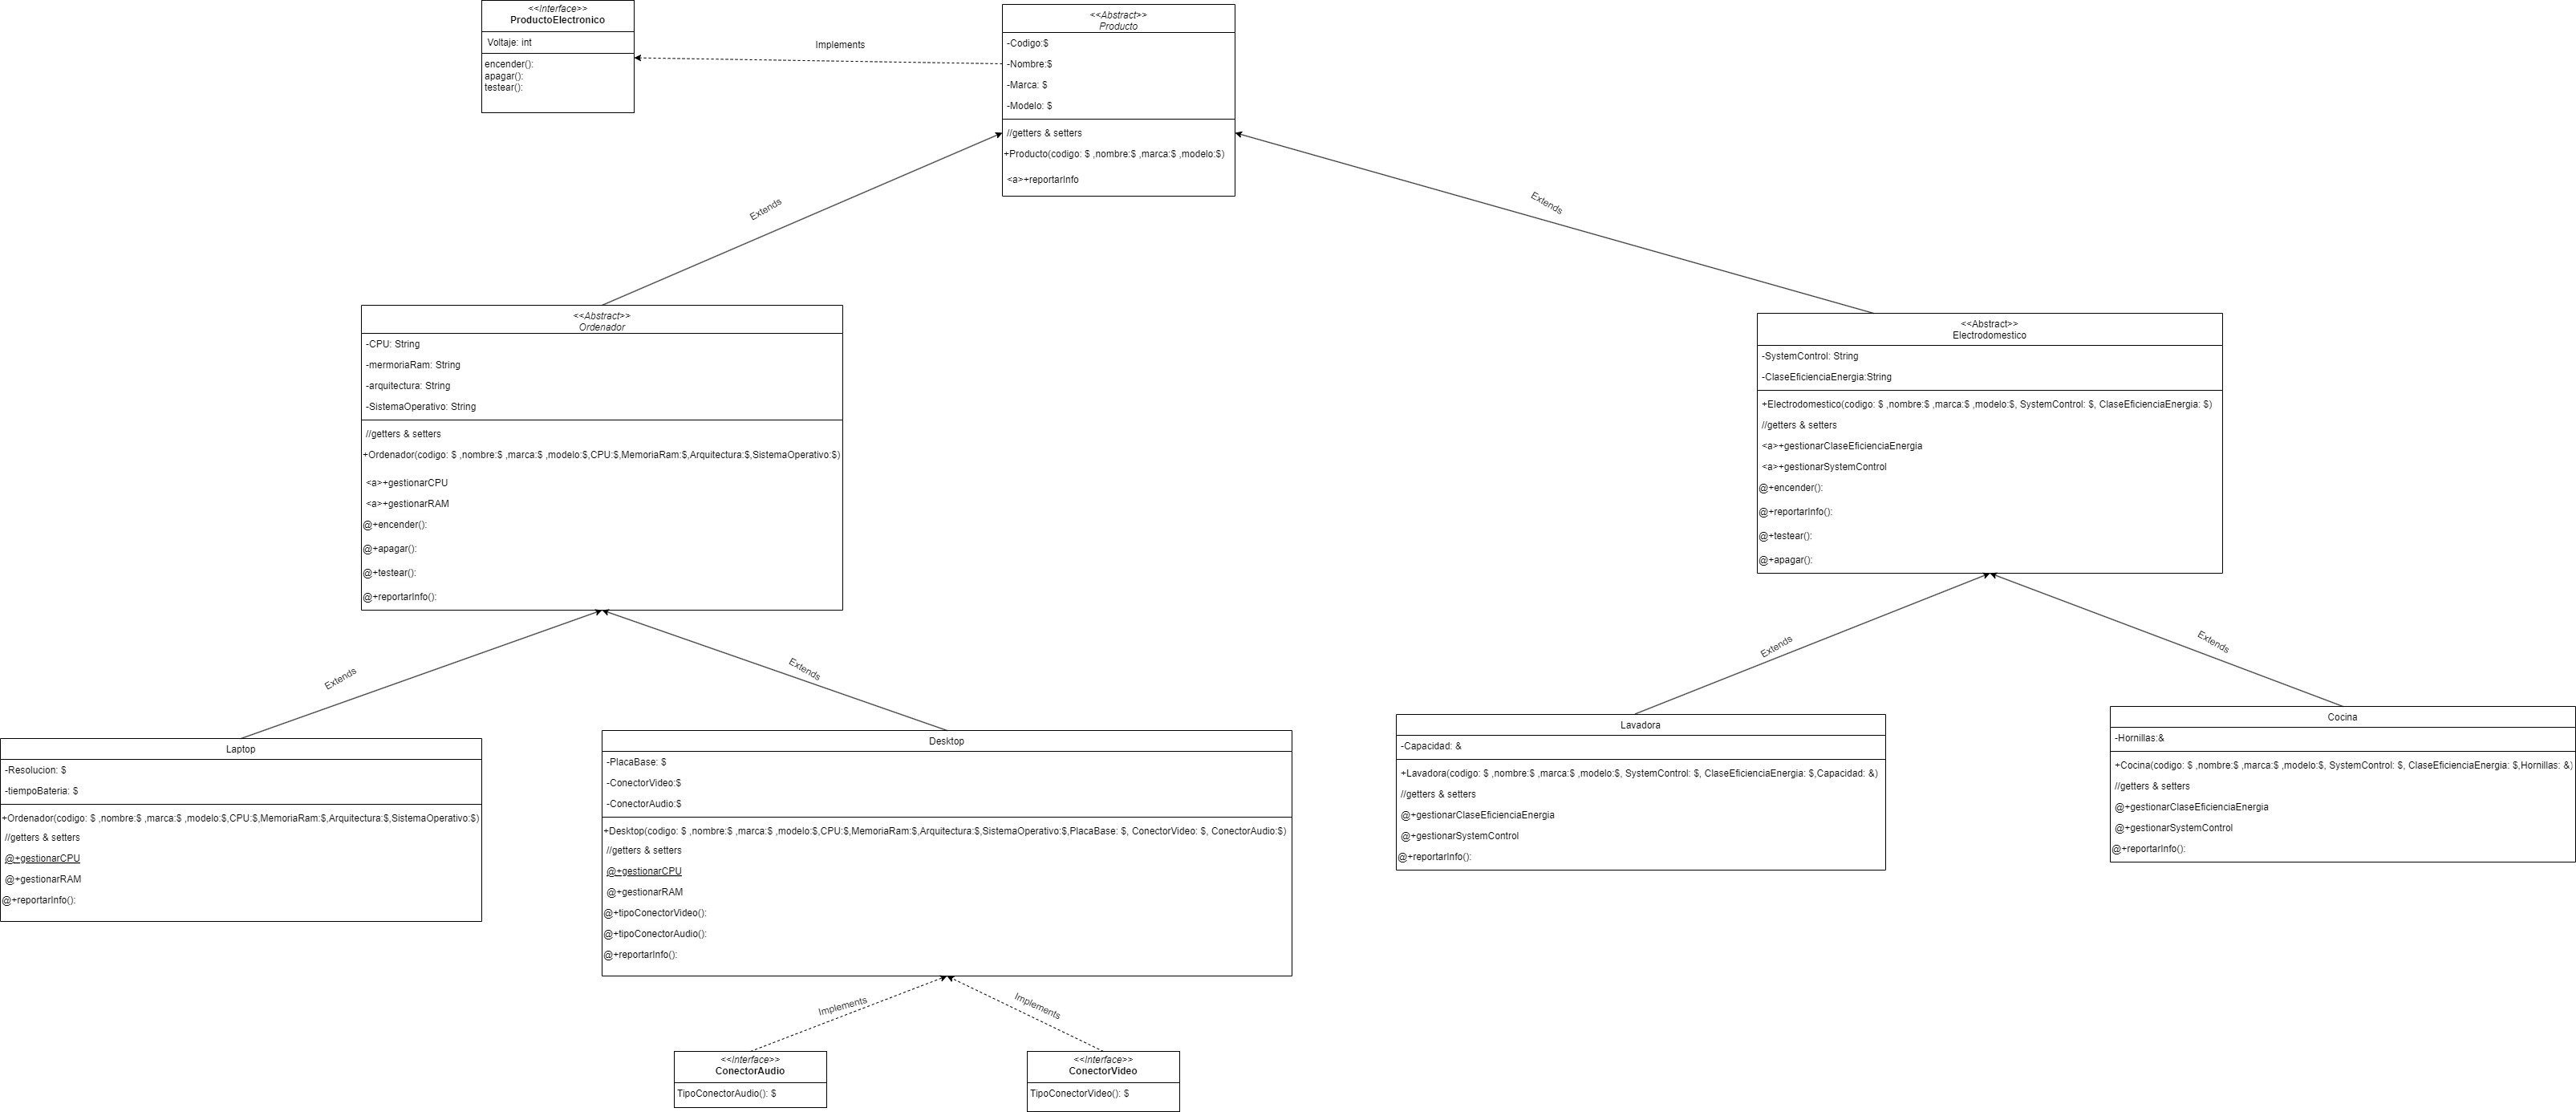 <<Interface>>
ProductoElectronico
Voltaje: int
encender():
apagar():
testear():
Implements
<<Abstract>>
Producto
-Codigo:$
-Nombre:$
-Marca: $
-Modelo: $
//getters & setters
+Producto(codigo: $ ,nombre:$ ,marca:$ ,modelo:$)
<a>+reportarInfo
Extends
Extends
<<Abstract>>
Ordenador
-CPU: String
-mermoriaRam: String
-arquitectura: String
-SistemaOperativo: String
//getters & setters
+Ordenador(codigo: $ ,nombre:$ ,marca:$ ,modelo:$,CPU:$,MemoriaRam:$,Arquitectura:$,SistemaOperativo:$)
<a>+gestionarCPU
<a>+gestionarRAM
@+encender():
@+apagar():
@+testear():
@+reportarInfo():
<<Abstract>>
Electrodomestico
-SystemControl: String
-ClaseEficienciaEnergia:String
+Electrodomestico(codigo: $ ,nombre:$ ,marca:$ ,modelo:$, SystemControl: $, ClaseEficienciaEnergia: $)
//getters & setters
<a>+gestionarClaseEficienciaEnergia
<a>+gestionarSystemControl
@+encender():
@+reportarInfo():
@+testear():
@+apagar():
Extends
Extends
Extends
Extends
Laptop
-Resolucion: $
-tiempoBateria: $
+Ordenador(codigo: $ ,nombre:$ ,marca:$ ,modelo:$,CPU:$,MemoriaRam:$,Arquitectura:$,SistemaOperativo:$)
//getters & setters
@+gestionarCPU
@+gestionarRAM
@+reportarInfo():
Desktop
-PlacaBase: $
-ConectorVideo:$
-ConectorAudio:$
+Desktop(codigo: $ ,nombre:$ ,marca:$ ,modelo:$,CPU:$,MemoriaRam:$,Arquitectura:$,SistemaOperativo:$,PlacaBase: $, ConectorVideo: $, ConectorAudio:$)
//getters & setters
@+gestionarCPU
@+gestionarRAM
@+tipoConectorVideo():
@+tipoConectorAudio():
@+reportarInfo():
Lavadora
-Capacidad: &
+Lavadora(codigo: $ ,nombre:$ ,marca:$ ,modelo:$, SystemControl: $, ClaseEficienciaEnergia: $,Capacidad: &)
//getters & setters
@+gestionarClaseEficienciaEnergia
@+gestionarSystemControl
@+reportarInfo():
Cocina
-Hornillas:&
+Cocina(codigo: $ ,nombre:$ ,marca:$ ,modelo:$, SystemControl: $, ClaseEficienciaEnergia: $,Hornillas: &)
//getters & setters
@+gestionarClaseEficienciaEnergia
@+gestionarSystemControl
@+reportarInfo():
Implements
Implements
<<Interface>>
ConectorAudio
TipoConectorAudio(): $
<<Interface>>
ConectorVideo
TipoConectorVideo(): $